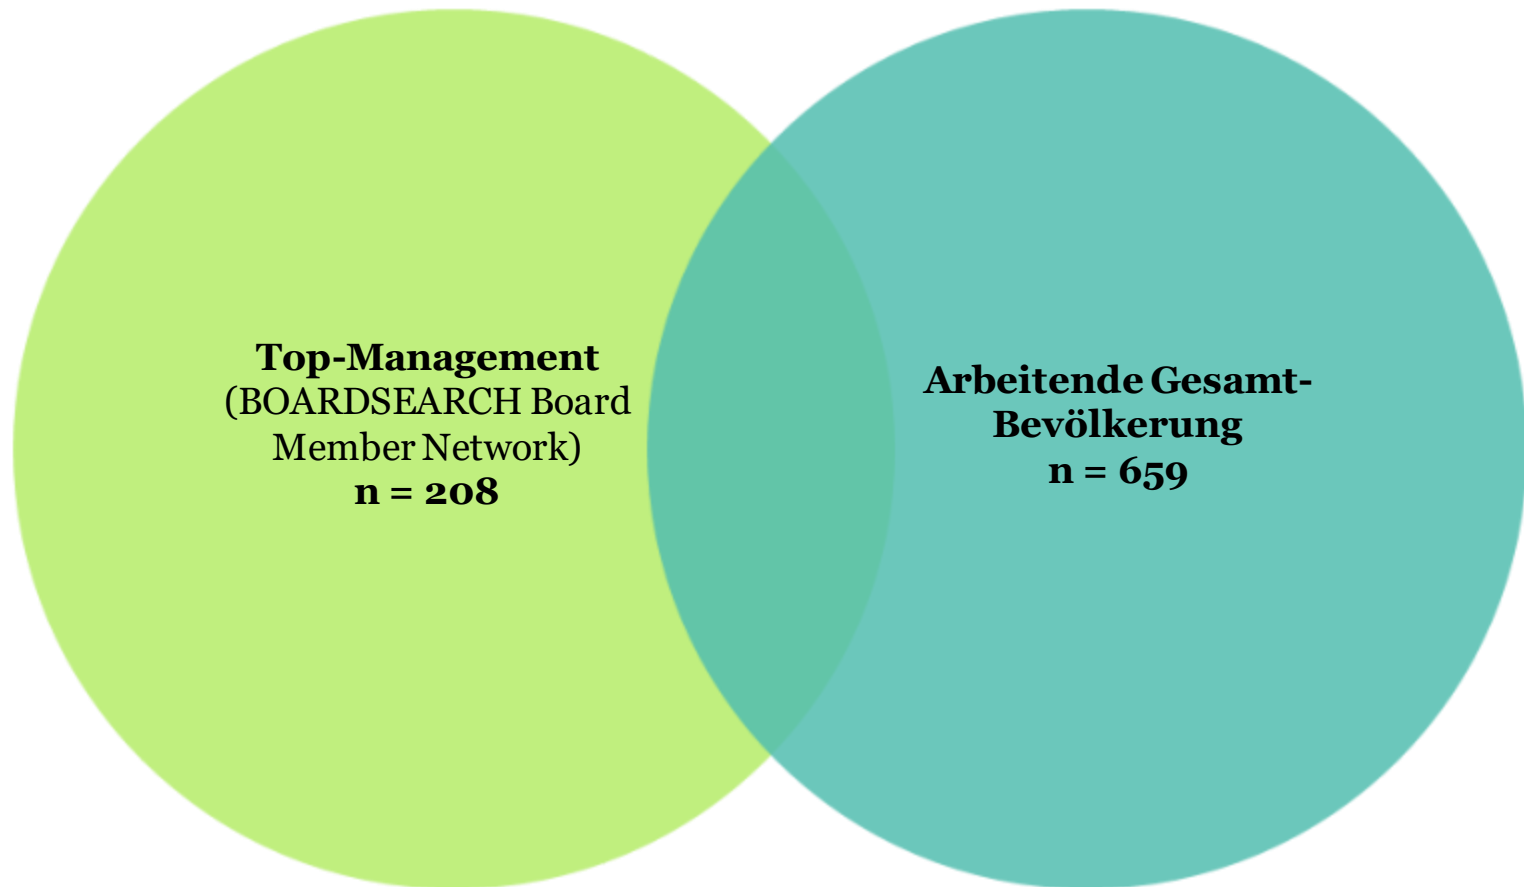 Top-Management
(BOARDSEARCH Board
Member Network)
n = 208
Arbeitende Gesamt-
Bevölkerung
n = 659